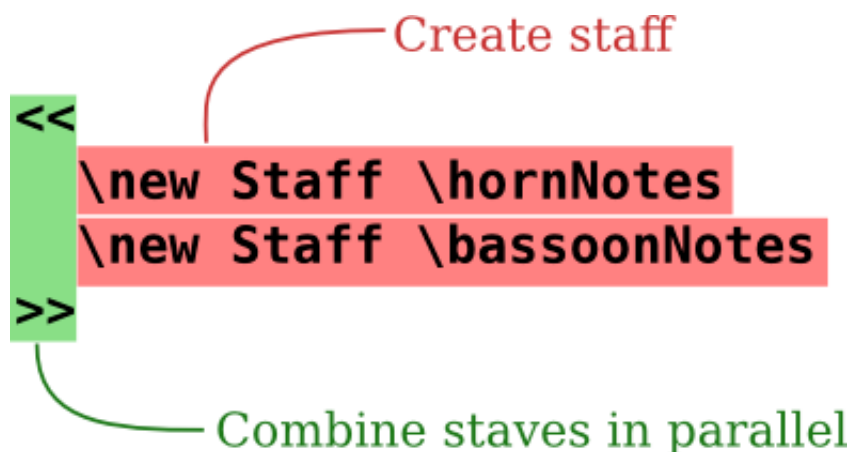 Create staff
<<
\new Staff \hornNotes
\new Staff \bassoonNotes
>>
Combine staves in parallel